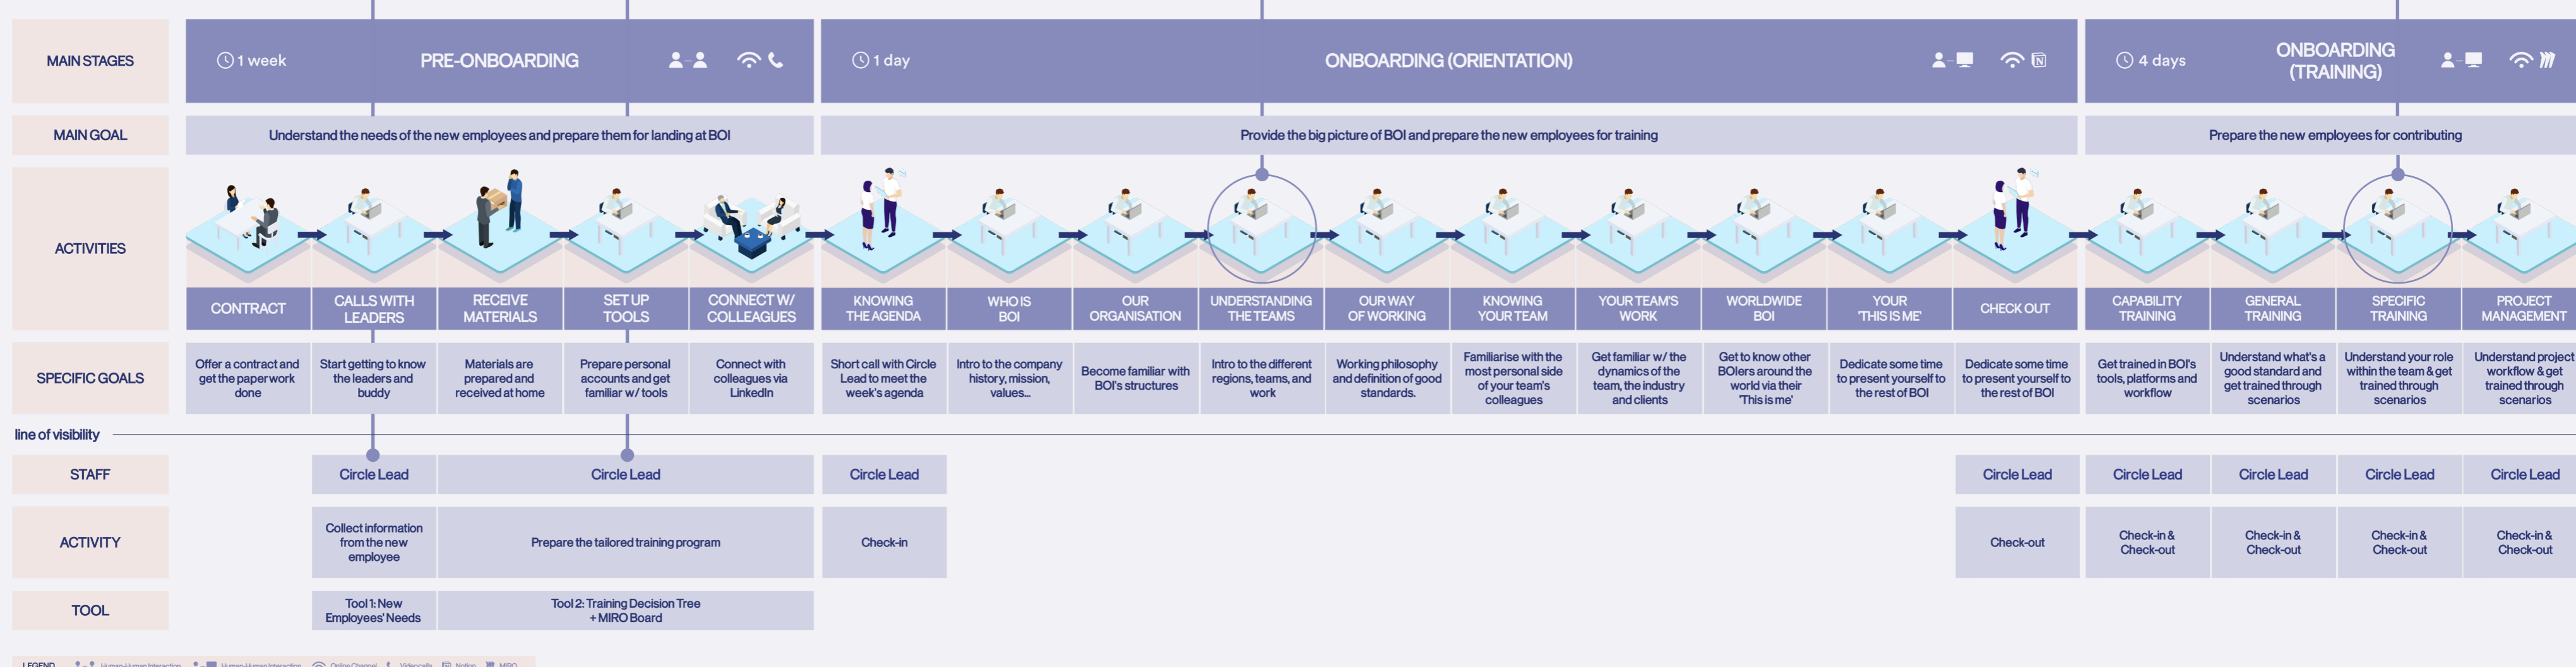 MAIN STAGES
1 week
PRE-ONBOARDING
1 day
ONBOARDING (ORIENTATION)
4 days
ONBOARDING
(TRAINING)
MAIN GOAL
Understand the needs of the new employees and prepare them for landing at BOI
Provide the big picture of BOI and prepare the new employees for training
Prepare the new employees for contributing
ACTIVITIES
CONTRACT
CALLS WITH
LEADERS
RECEIVE
MATERIALS
SET UP
TOOLS
CONNECT W/
COLLEAGUES
KNOWING
THE AGENDA
WHO IS
BOI
OUR
ORGANISATION
UNDERSTANDING
THE TEAMS
OUR WAY
OF WORKING
KNOWING
YOUR TEAM
YOUR TEAM'S
WORK
WORLDWIDE
BOI
YOUR
'THIS IS ME'
CHECK OUT
CAPABILITY
TRAINING
GENERAL
TRAINING
SPECIFIC
TRAINING
PROJECT
MANAGEMENT
SPECIFIC GOALS
Offer a contract and
get the paperwork
done
Start getting to know
the leaders and
buddy
Materials are
prepared and
received at home
Prepare personal
accounts and get
familiar w/ tools
Connect with
colleagues via
LinkedIn
Short call with Circle
Lead to meet the
week's agenda
Intro to the company
history, mission,
values...
Become familiar with
BOI's structures
Intro to the different
regions, teams, and
work
Working philosophy
and definition of good
standards.
Familiarise with the
most personal side
of your team's
colleagues
Get familiar w/ the
dynamics of the
team, the industry
and clients
Get to know other
BOIers around the
world via their
'This is me'
Dedicate some time
to present yourself to
the rest of BOI
Dedicate some time
to present yourself to
the rest of BOI
Get trained in BOI's
tools, platforms and
workflow
Understand what's a
good standard and
get trained through
scenarios
Understand your role
within the team & get
trained through
scenarios
Understand project
workflow & get
trained through
scenarios
line of visibility
STAFF
Circle Lead
Circle Lead
Circle Lead
Circle Lead
Circle Lead
Circle Lead
Circle Lead
Circle Lead
ACTIVITY
Collect information
from the new
employee
Prepare the tailored training program
Check-in
Check-out
Check-in &
Check-out
Check-in &
Check-out
Check-in &
Check-out
Check-in &
Check-out
TOOL
Tool 1: New
Employees' Needs
Tool 2: Training Decision Tree
+ MIRO Board
LEGEND
Human-Human Interaction
Human-Human Interaction
Online Channel
Videocalls
Notion
MIRO